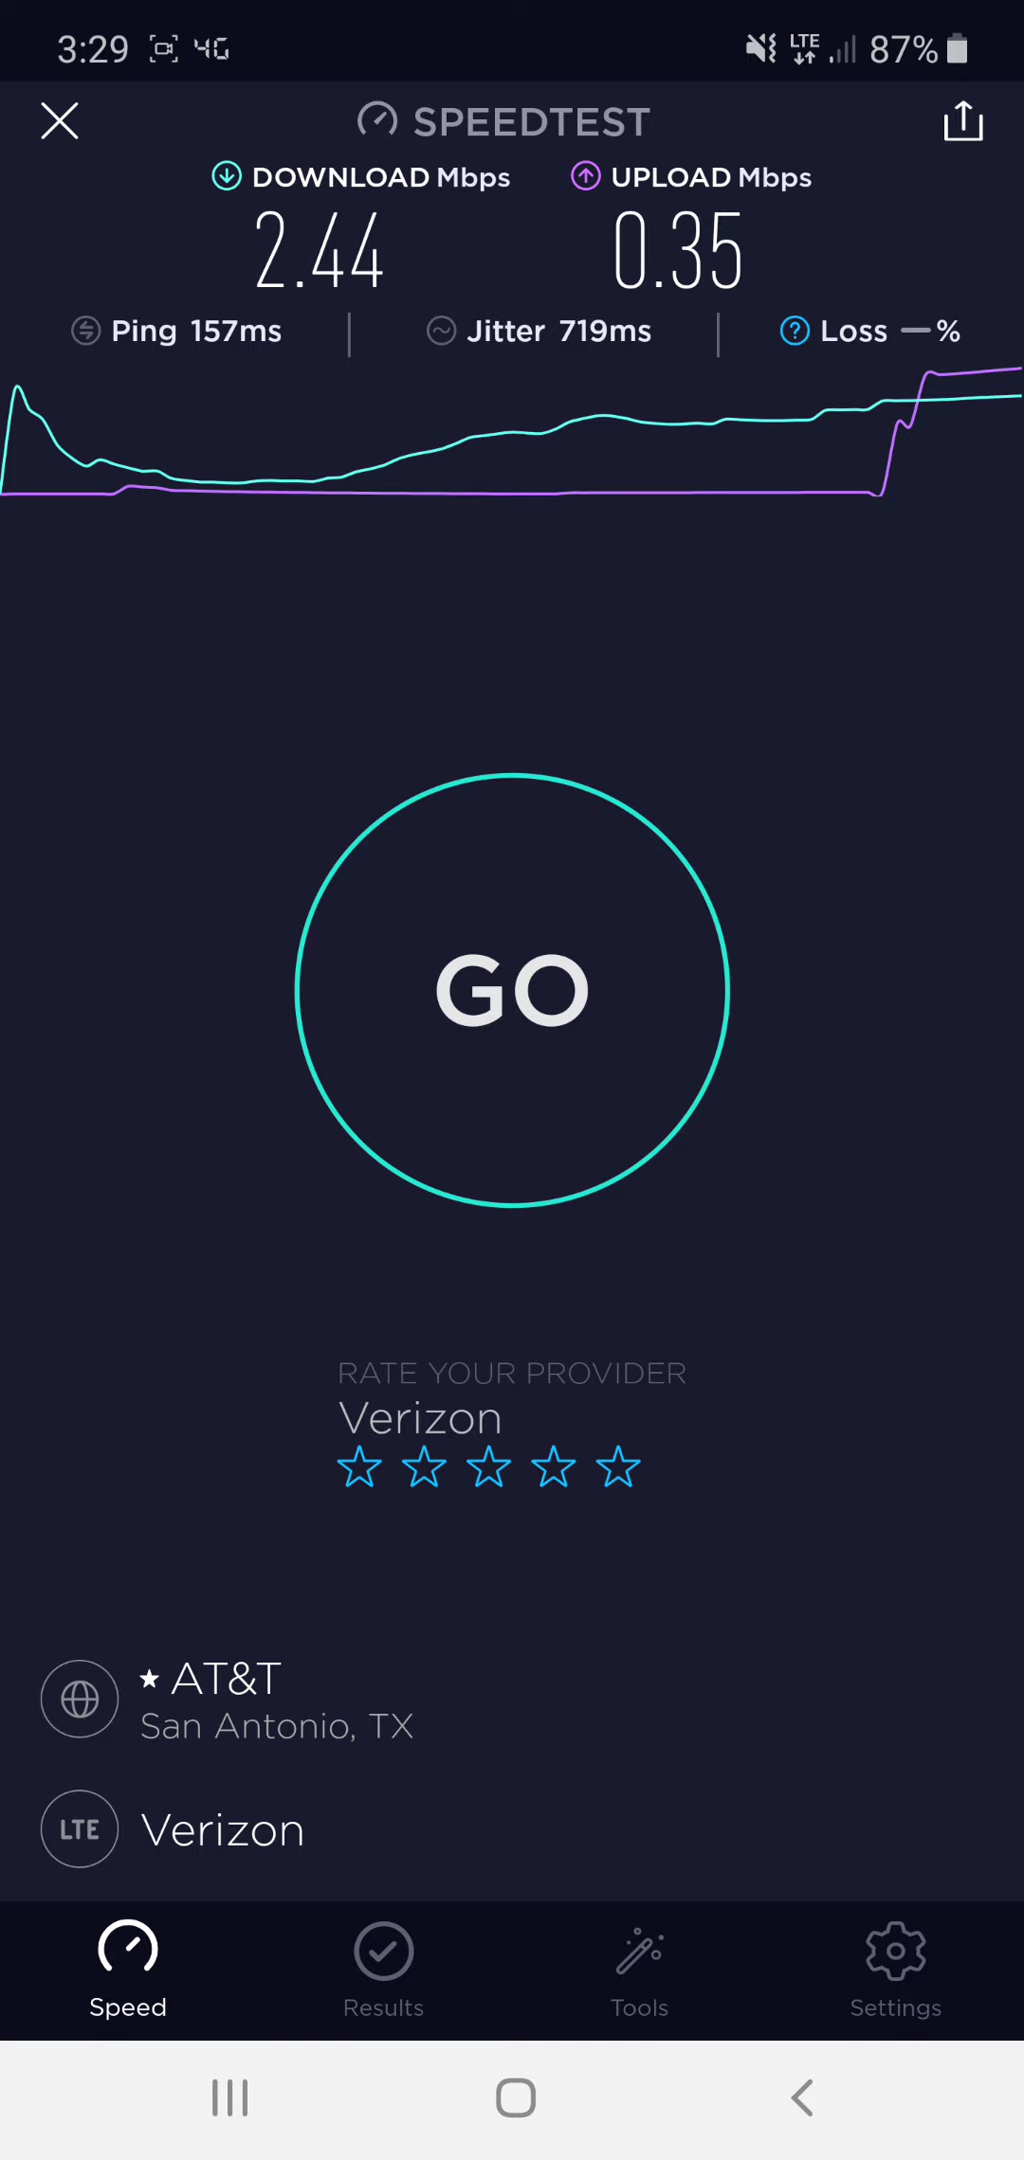 3:29 4G LTE 87%
SPEEDTEST
DOWNLOAD Mbps UPLOAD Mbps
2.44 0.35
Ping 157ms Jitter 719ms ? Loss — %
GO
RATE YOUR PROVIDER
Verizon
★ AT&T
San Antonio, TX
LTE Verizon
Speed Results Tools Settings